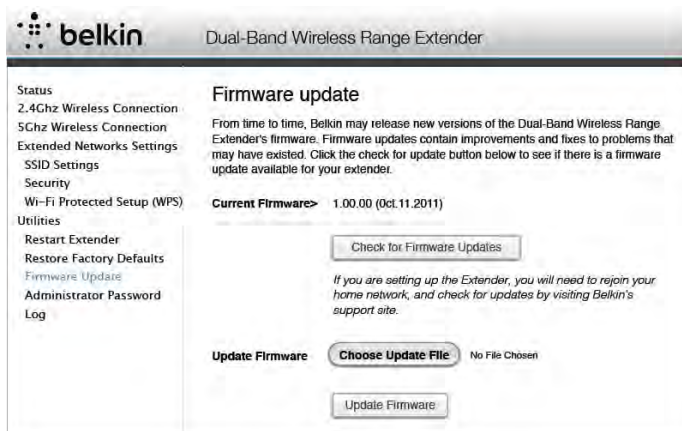 belkin
Dual-Band Wireless Range Extender
Status
2.4Ghz Wireless Connection
5Ghz Wireless Connection
Extended Networks Settings
SSID Settings
Security
Wi-Fi Protected Setup (WPS)
Utilities
Restart Extender
Restore Factory Defaults
Firmware Update
Administrator Password
Log
Firmware update
From time to time, Belkin may release new versions of the Dual-Band Wireless Range
Extender's firmware. Firmware updates contain improvements and fixes to problems that
may have existed. Click the check for update button below to see if there is a firmware
update available for your extender.
Current Firmware> 1.00.00 (0ct.11.2011)
Check for Firmware Updates
If you are setting up the Extender, you will need to rejoin your
home network, and check for updates by visiting Belkin's
support site.
Update Firmware Choose Update File No File Chosen
Update Firmware